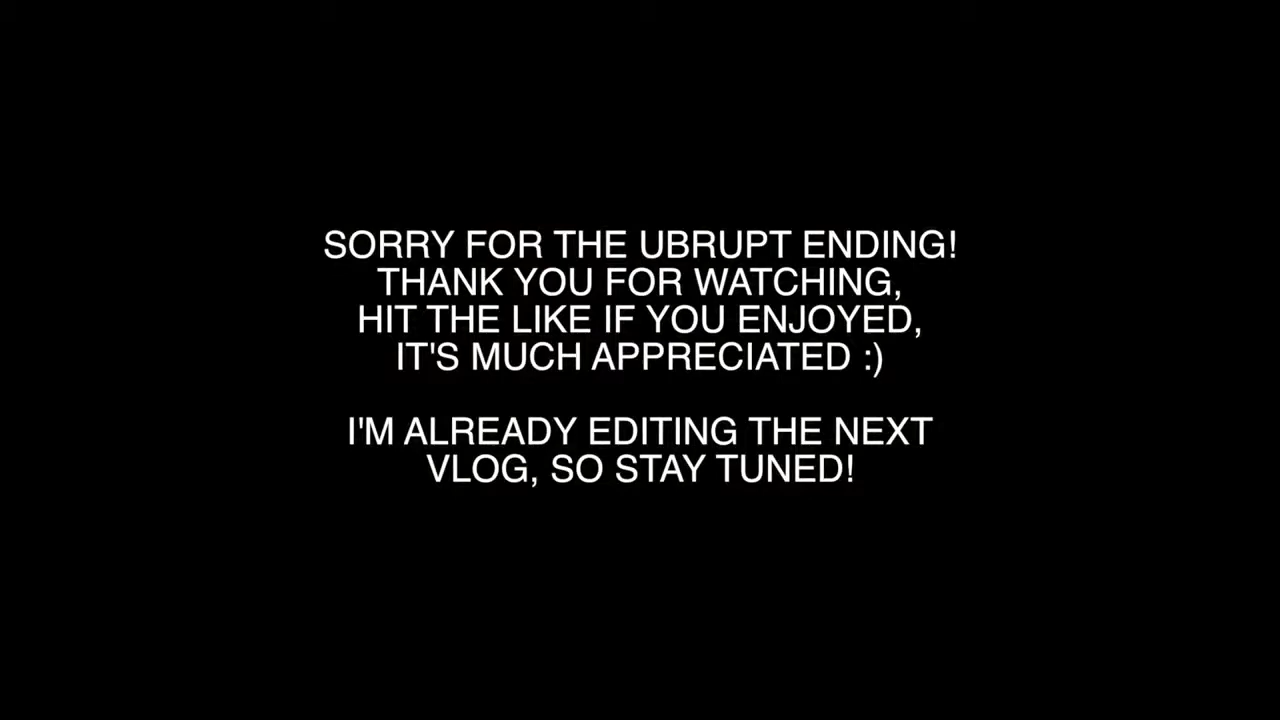 SORRY FOR THE UBRUPT ENDING!
THANK YOU FOR WATCHING,
HIT THE LIKE IF YOU ENJOYED,
IT'S MUCH APPRECIATED :)
I'M ALREADY EDITING THE NEXT
VLOG, SO STAY TUNED!